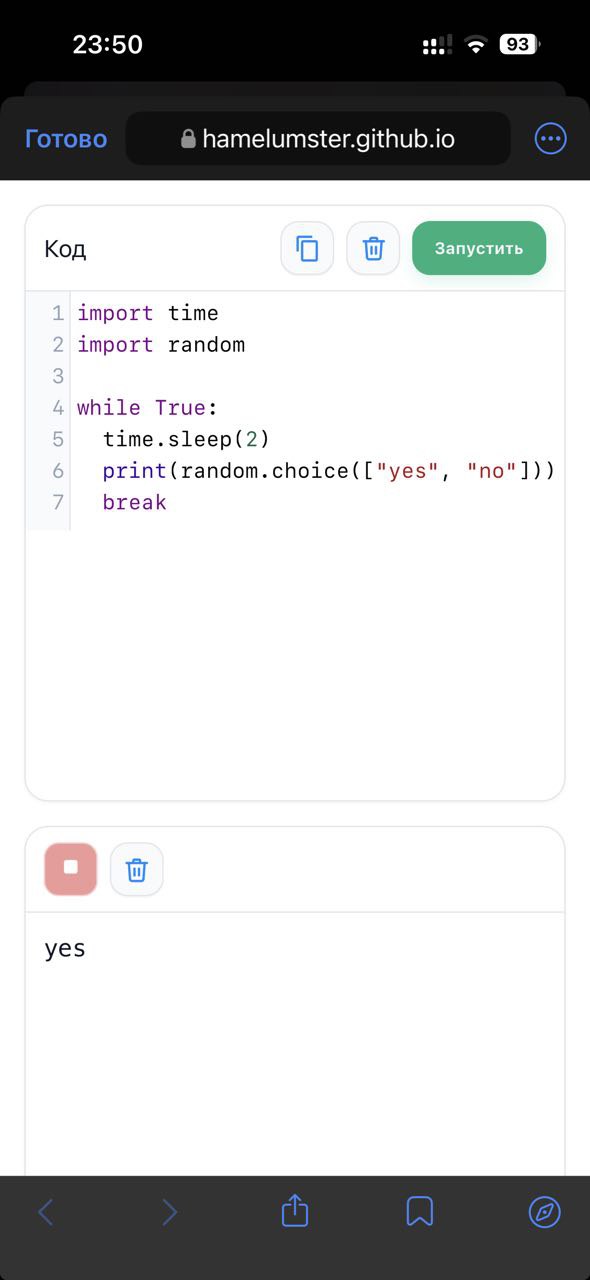 23:50
93
Готово
hamelumster.github.io
Код
Запустить
1 import time
2 import random
3
4 while True:
5   time.sleep(2)
6   print(random.choice(["yes", "no"]))
7   break
yes